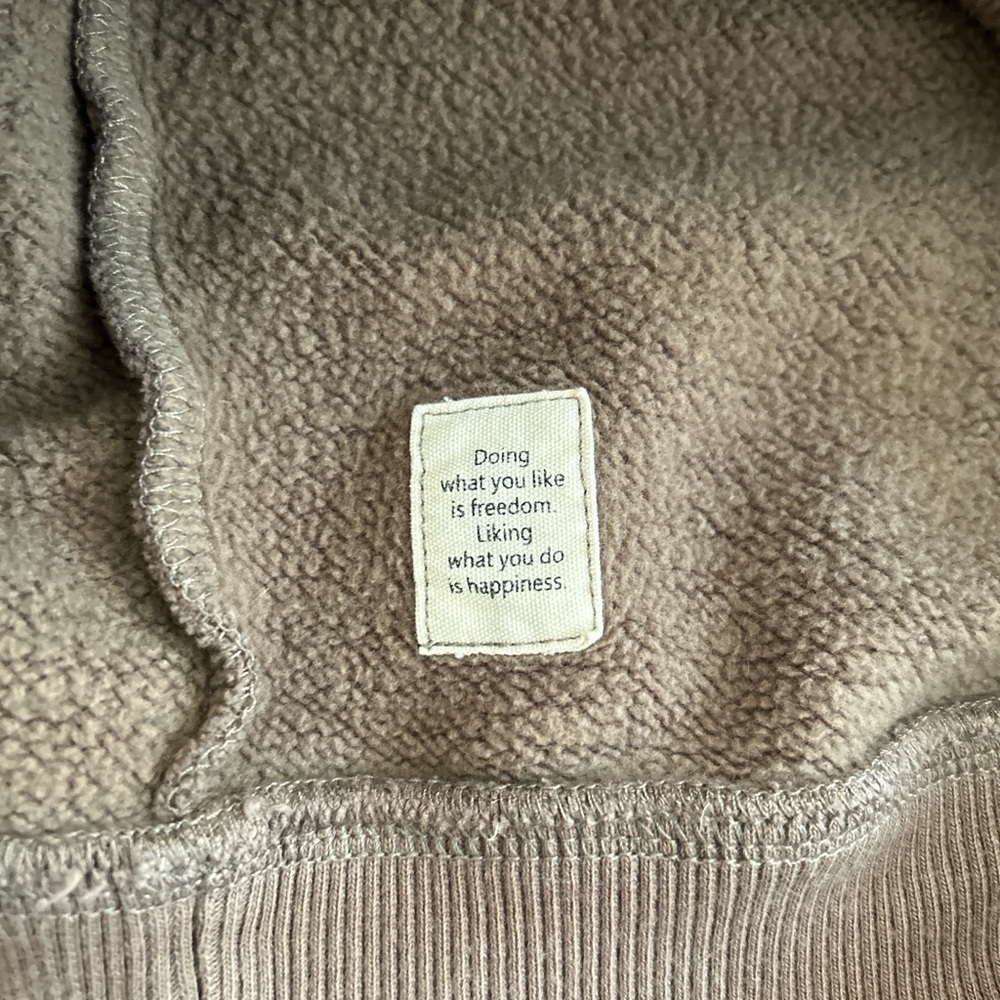 Doing
what you like
is freedom.
Liking
what you do
is happiness.